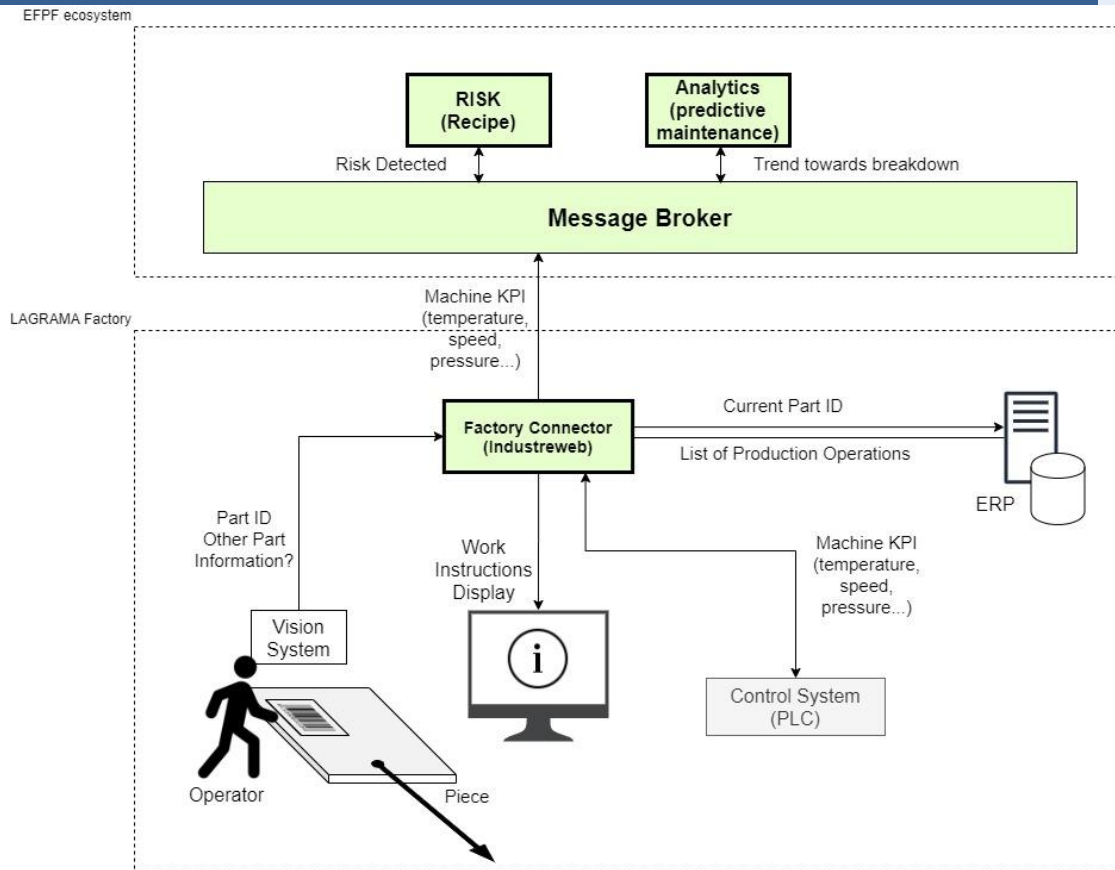 EFPF ecosystem
RISK
(Recipe)
Analytics
(predictive
maintenance)
Risk Detected
Trend towards breakdown
Message Broker
Machine KPI
(temperature,
speed,
pressure...)
LAGRAMA Factory
Factory Connector
(Industreweb)
Current Part ID
List of Production Operations
ERP
Part ID
Other Part
Information?
Work
Instructions
Display
Machine KPI
(temperature,
speed,
pressure...)
Vision
System
i
Control System
(PLC)
Operator
Piece